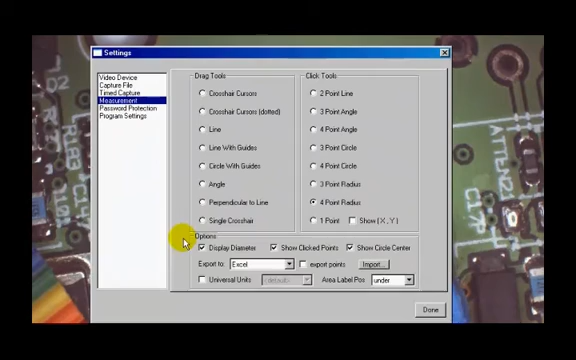 Settings
Video Device
Capture File
Timed Capture
Measurement
Password Protection
Program Settings
Drag Tools
Crosshair Cursors
Crosshair Cursors (dotted)
Line
Line With Guides
Circle With Guides
Angle
Perpendicular to Line
Single Crosshair
Click Tools
2 Point Line
3 Point Angle
4 Point Angle
3 Point Circle
3 Point Radius
4 Point Radius
1 Point Show (X,Y)
Options
Display Diameter Show Clicked Points Show Circle Center
Export to: Excel export points Import...
Universal Units (default) Area Label Pos under
Done
R183